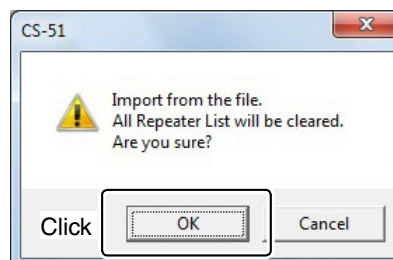 CS-51
Import from the file.
All Repeater List will be cleared.
Are you sure?
Click
OK
Cancel